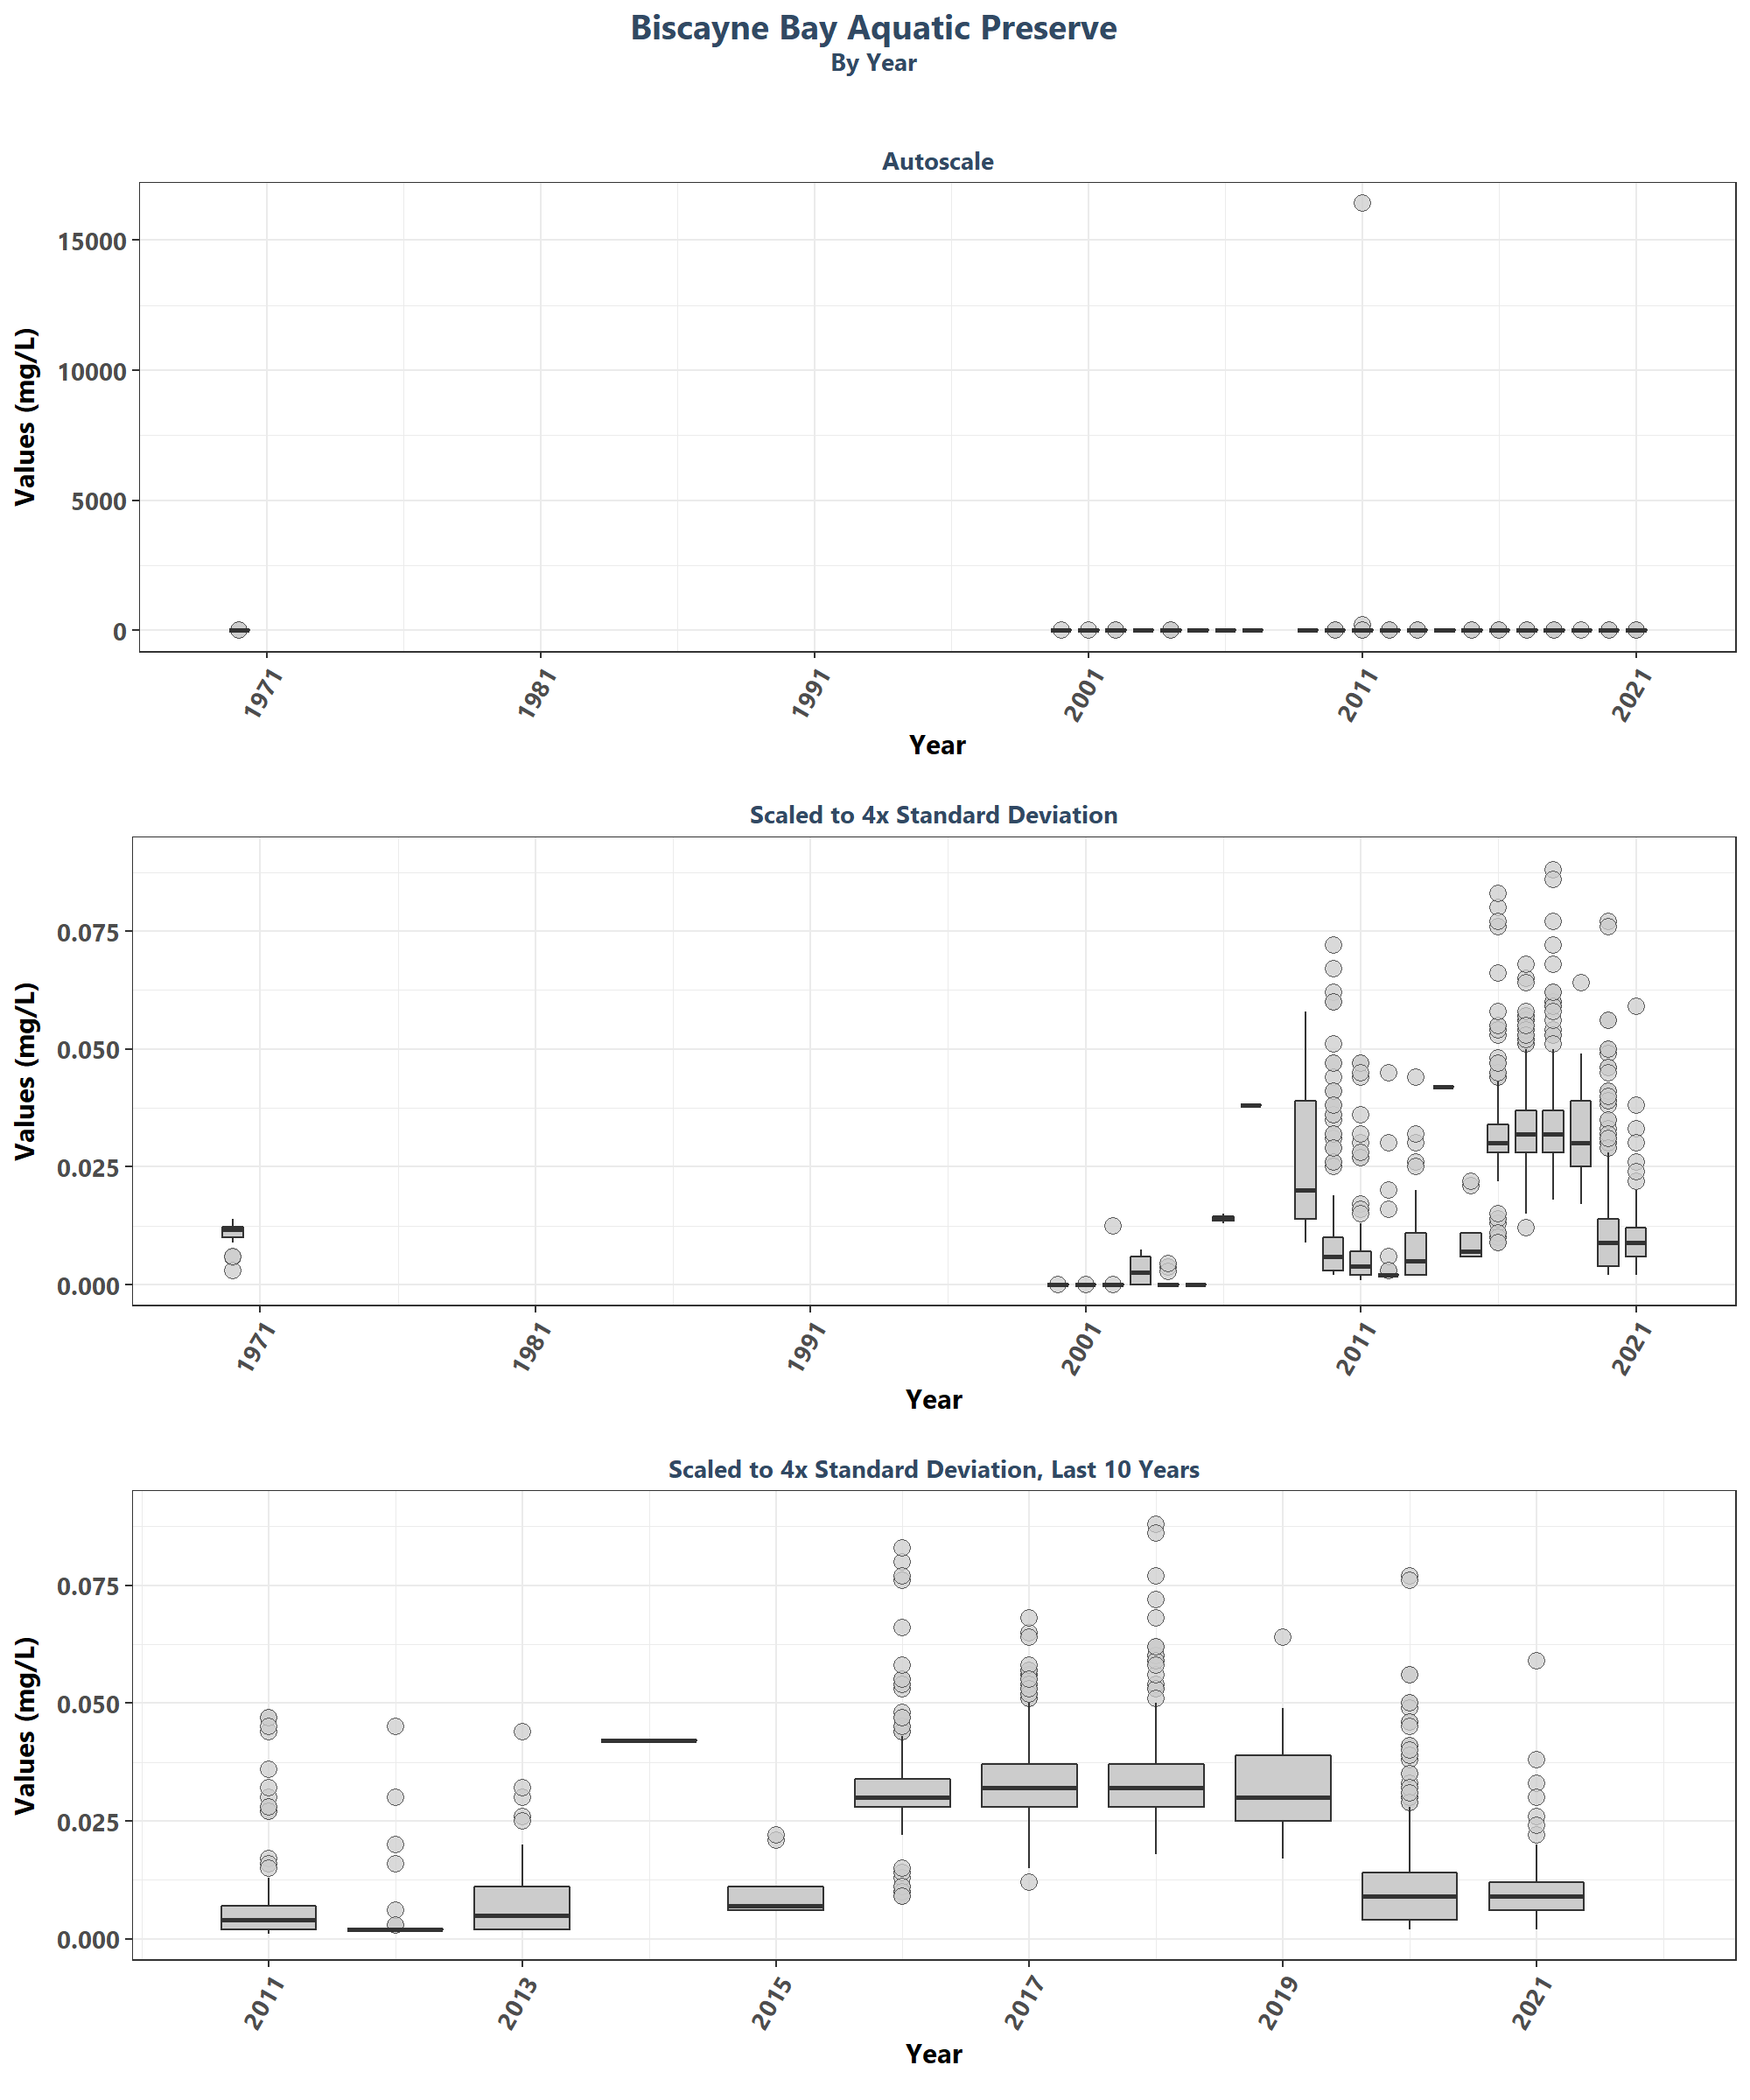 Biscayne Bay Aquatic Preserve
By Year
Autoscale
Values (mg/L)
15000
10000
5000
0
1971 1981 1991 2001 2011 2021
Year
Scaled to 4x Standard Deviation
Values (mg/L)
0.075
0.050
0.025
0.000
1971 1981 1991 2001 2011 2021
Year
Scaled to 4x Standard Deviation, Last 10 Years
Values (mg/L)
0.075
0.050
0.025
0.000
2011 2013 2015 2017 2019 2021
Year